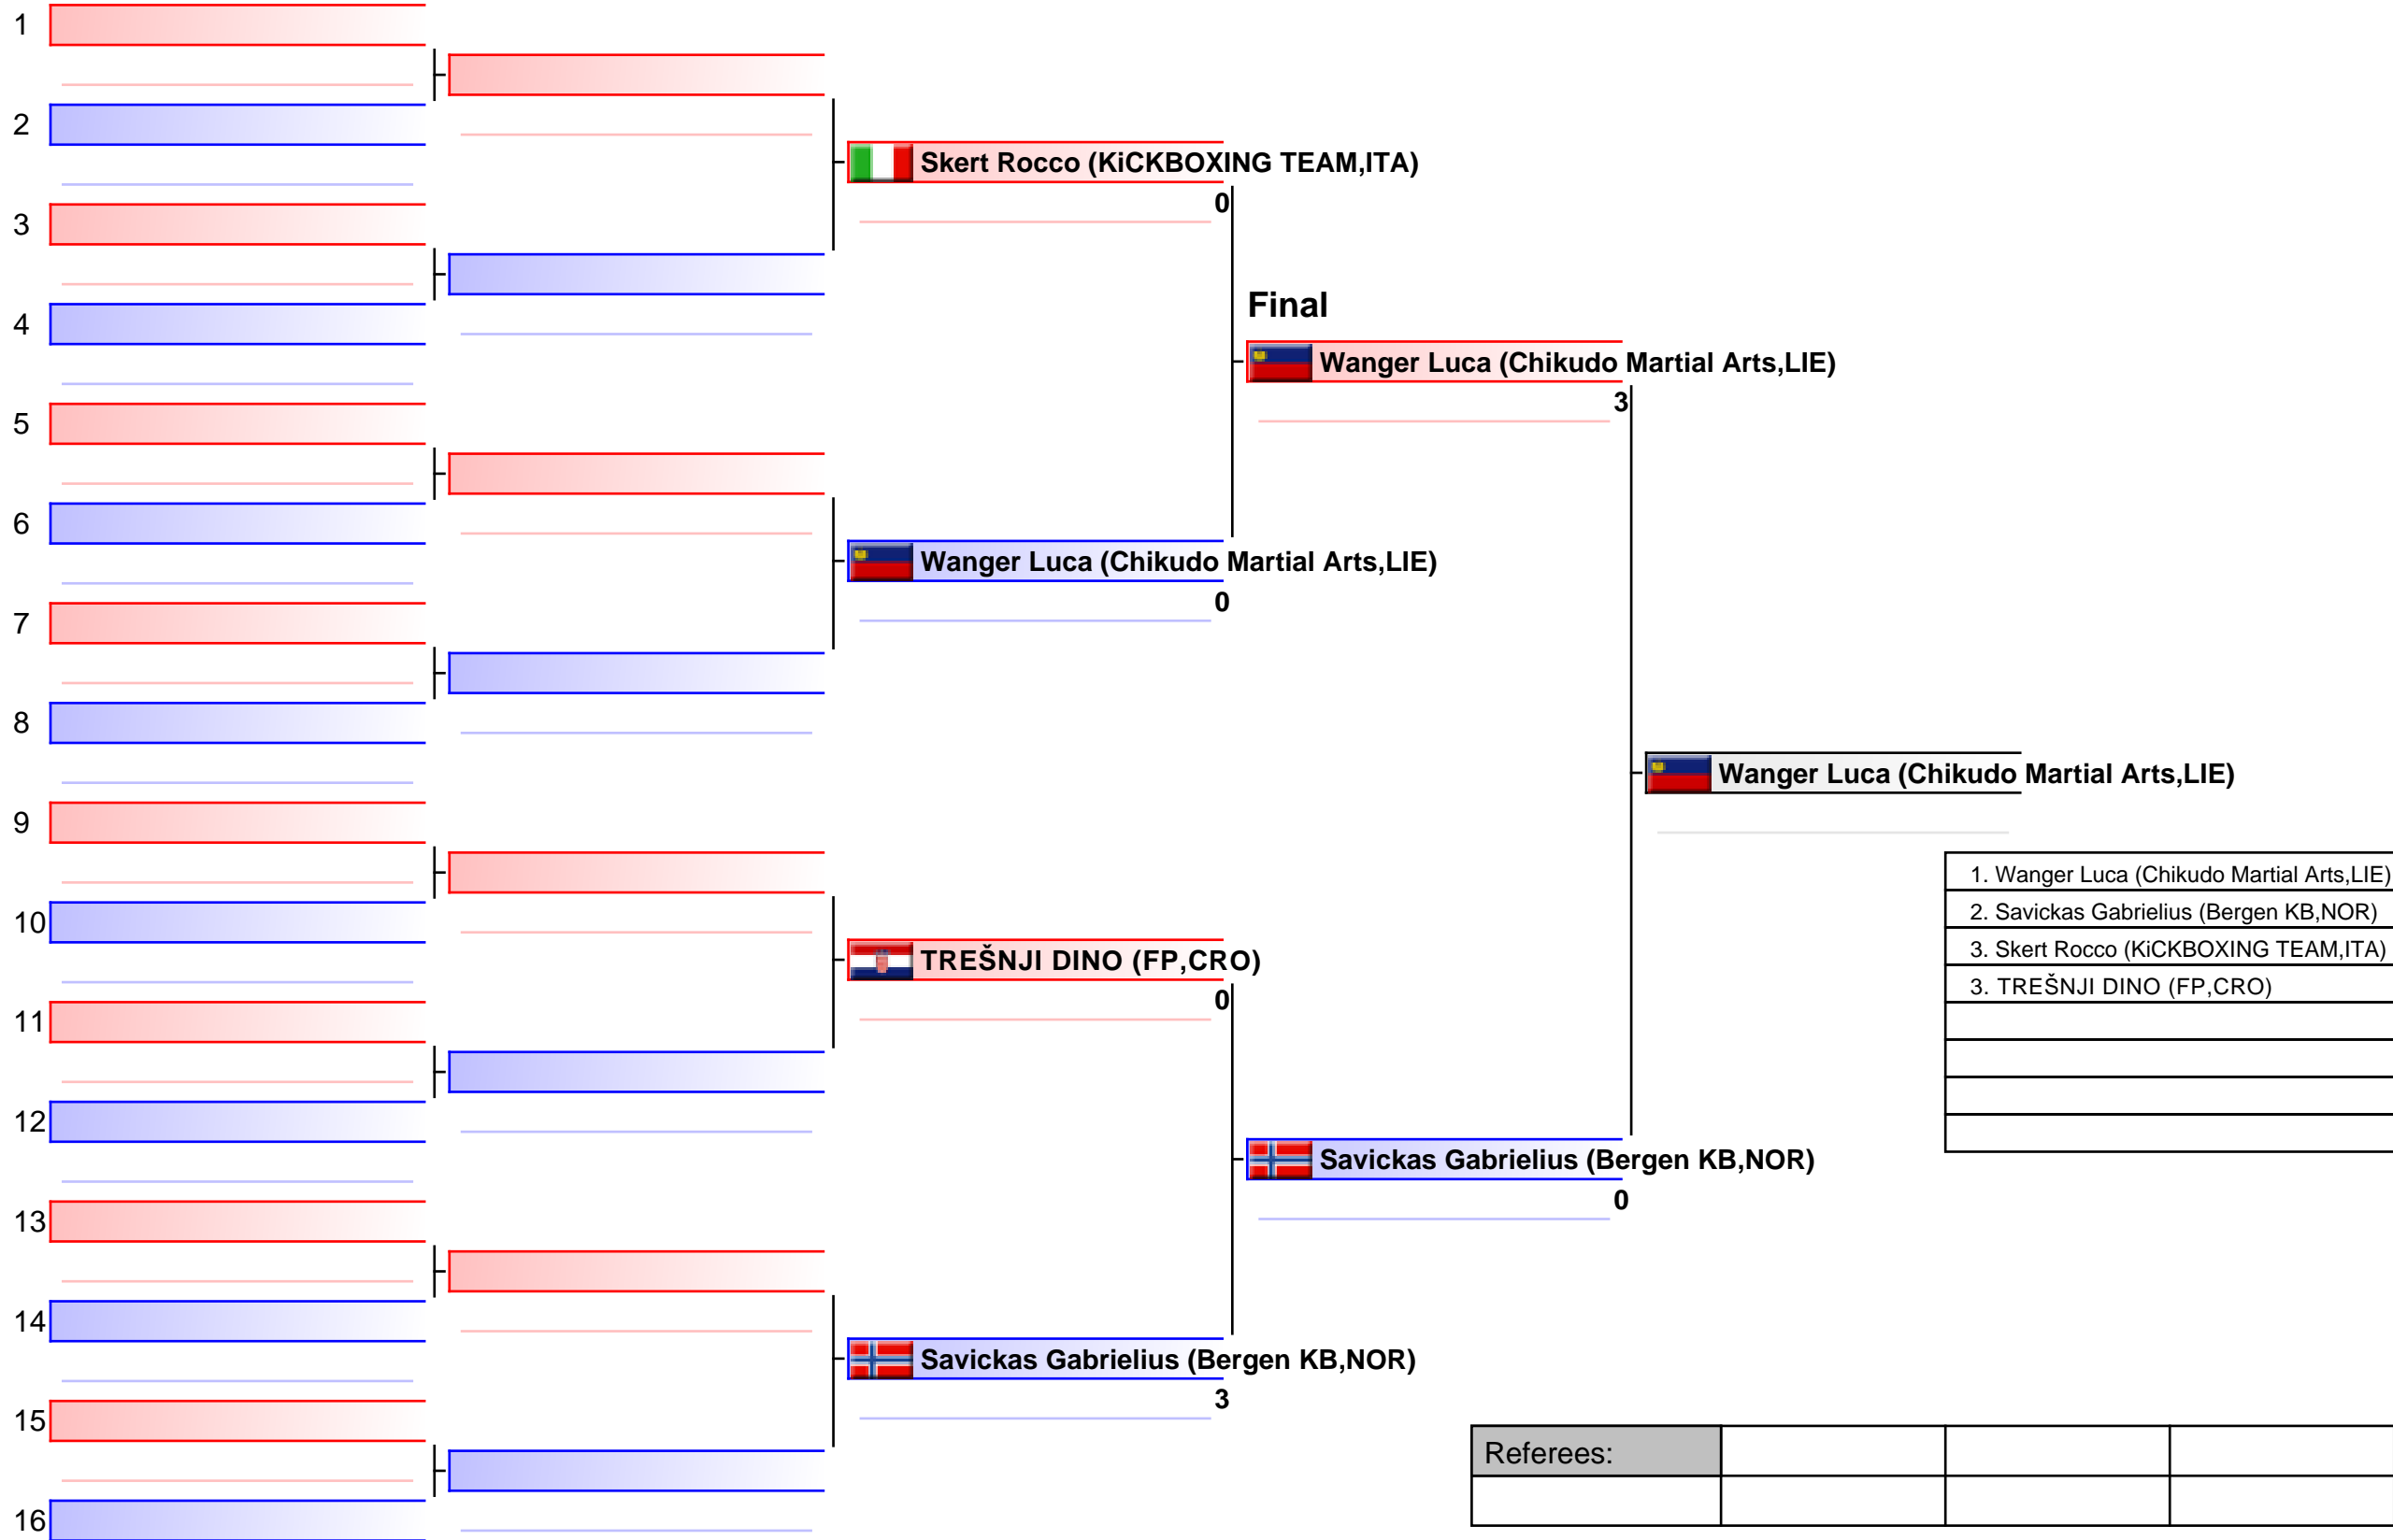 1
2
Skert Rocco (KiCKBOXING TEAM,ITA)
0
3
4
Final
Wanger Luca (Chikudo Martial Arts,LIE)
3
5
6
Wanger Luca (Chikudo Martial Arts,LIE)
0
7
8
Wanger Luca (Chikudo Martial Arts,LIE)
9
1. Wanger Luca (Chikudo Martial Arts,LIE)
2. Savickas Gabrielius (Bergen KB,NOR)
3. Skert Rocco (KiCKBOXING TEAM,ITA)
3. TREŠNJI DINO (FP,CRO)
10
TREŠNJI DINO (FP,CRO)
0
11
12
Savickas Gabrielius (Bergen KB,NOR)
0
13
14
Savickas Gabrielius (Bergen KB,NOR)
3
15
Referees:
16